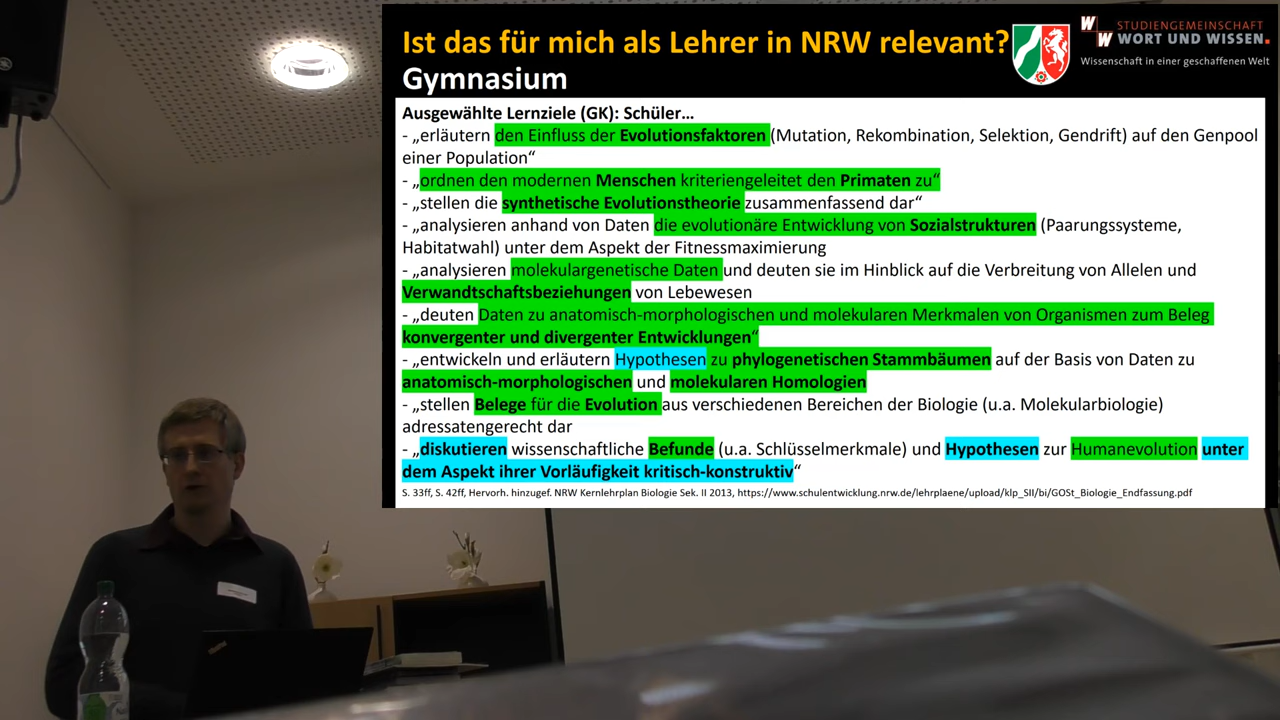 Ist das für mich als Lehrer in NRW relevant?
Gymnasium
STUDIENGEMEINSCHAFT
WORT UND WISSEN.
Wissenschaft in einer geschaffenen Welt
Ausgewählte Lernziele (GK): Schüler…
- „erläutern den Einfluss der Evolutionsfaktoren (Mutation, Rekombination, Selektion, Gendrift) auf den Genpool
einer Population“
- „ordnen den modernen Menschen kriteriengeleitet den Primaten zu“
- „stellen die synthetische Evolutionstheorie zusammenfassend dar“
- „analysieren anhand von Daten die evolutionäre Entwicklung von Sozialstrukturen (Paarungssysteme,
Habitatwahl) unter dem Aspekt der Fitnessmaximierung
- „analysieren molekulargenetische Daten und deuten sie im Hinblick auf die Verbreitung von Allelen und
Verwandtschaftsbeziehungen von Lebewesen
- „deuten Daten zu anatomisch-morphologischen und molekularen Merkmalen von Organismen zum Beleg
konvergenter und divergenter Entwicklungen“
- „entwickeln und erläutern Hypothesen zu phylogenetischen Stammbäumen auf der Basis von Daten zu
anatomisch-morphologischen und molekularen Homologien
- „stellen Belege für die Evolution aus verschiedenen Bereichen der Biologie (u.a. Molekularbiologie)
adressatengerecht dar
- „diskutieren wissenschaftliche Befunde (u.a. Schlüsselmerkmale) und Hypothesen zur Humanevolution unter
dem Aspekt ihrer Vorläufigkeit kritisch-konstruktiv“
S. 33ff, S. 42ff, Hervorh. hinzugef. NRW Kernlehrplan Biologie Sek. II 2013, https://www.schulentwicklung.nrw.de/lehrplaene/upload/klp_SII/bi/GOSt_Biologie_Endfassung.pdf